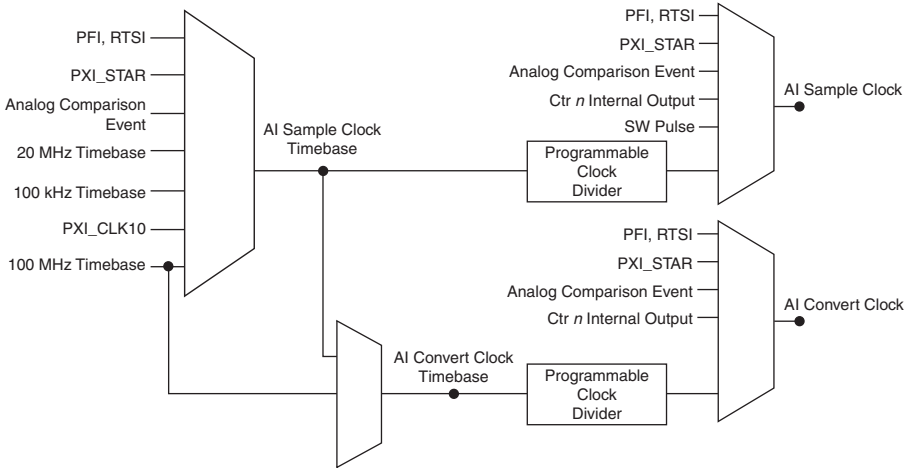 PFI, RTSI
PXI_STAR
Analog Comparison
Event
20 MHz Timebase
100 kHz Timebase
PXI_CLK10
100 MHz Timebase
AI Sample Clock
Timebase
Programmable
Clock
Divider
PFI, RTSI
PXI_STAR
Analog Comparison Event
Ctr n Internal Output
SW Pulse
AI Sample Clock
AI Convert Clock
Timebase
Programmable
Clock
Divider
PFI, RTSI
PXI_STAR
Analog Comparison Event
Ctr n Internal Output
AI Convert Clock